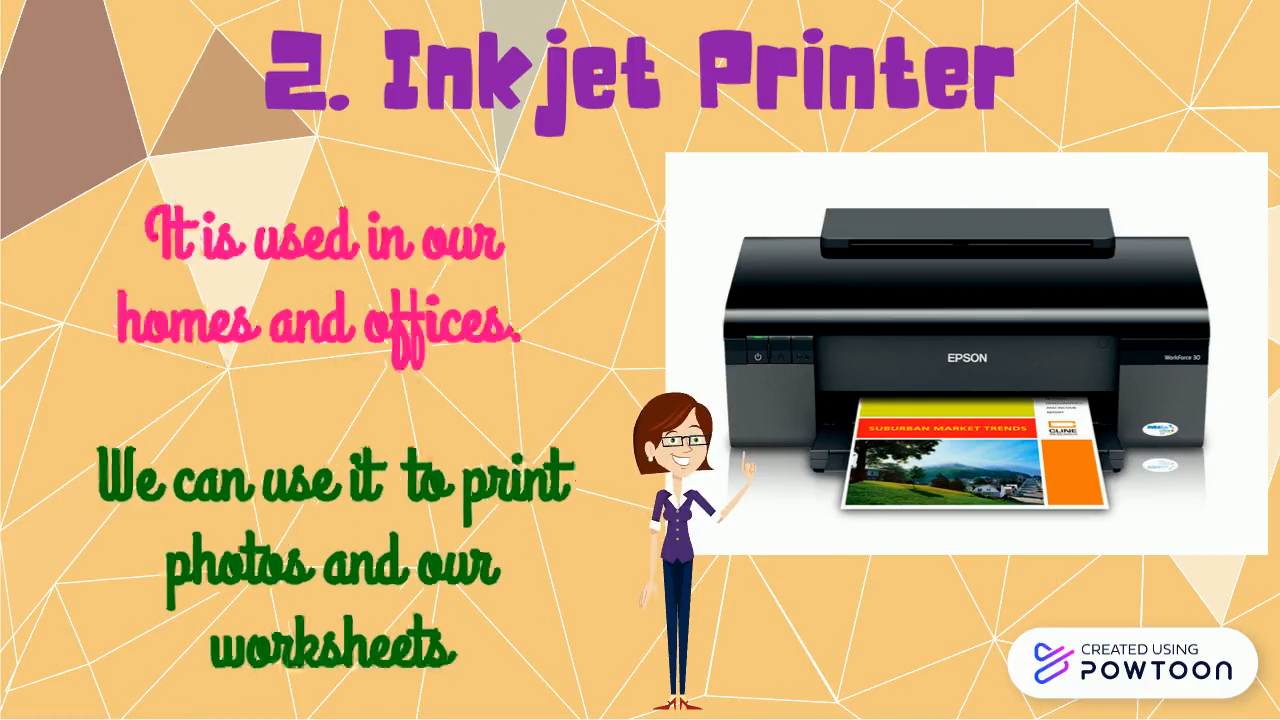 2. Inkjet Printer
It is used in our
homes and offices.
We can use it to print
photos and our
worksheets
EPSON
WorkForce 30
SUBURBAN MARKET TRENDS
CLINE
CREATED USING
POWTOON